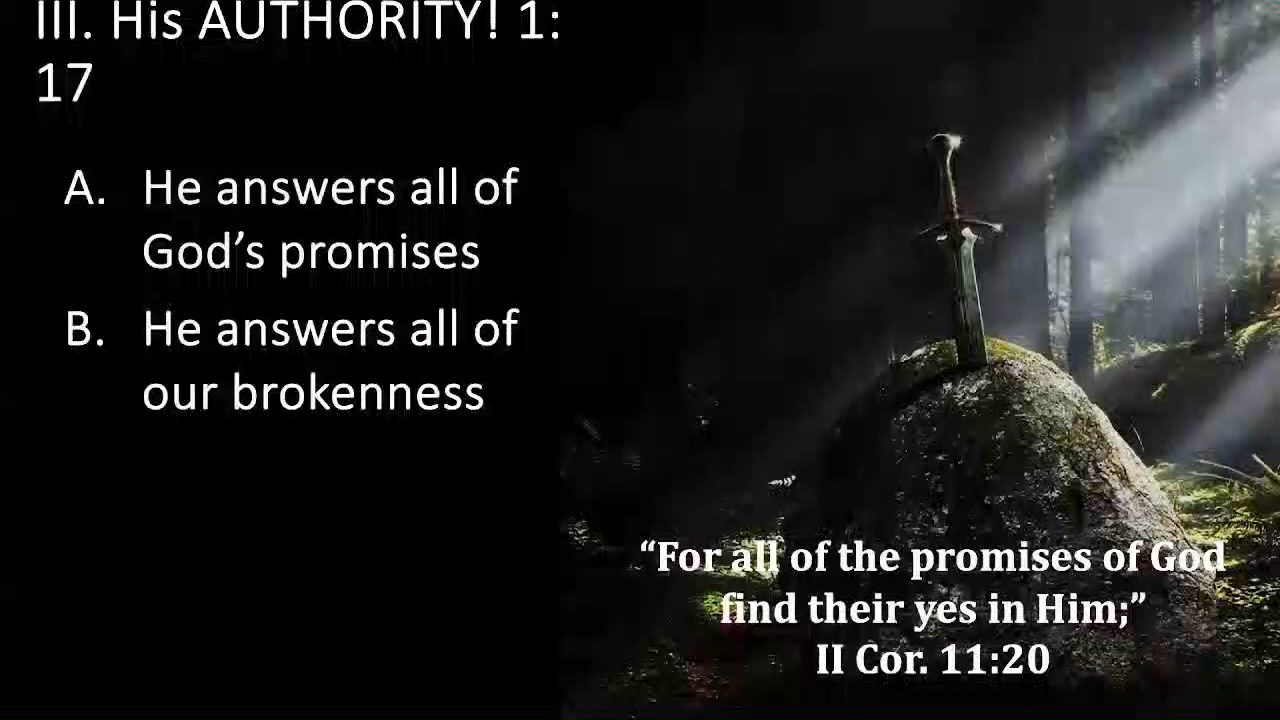 III. His AUTHORITY! 1:
17
A. He answers all of
God’s promises
B. He answers all of
our brokenness
“For all of the promises of God
find their yes in Him;”
II Cor. 11:20